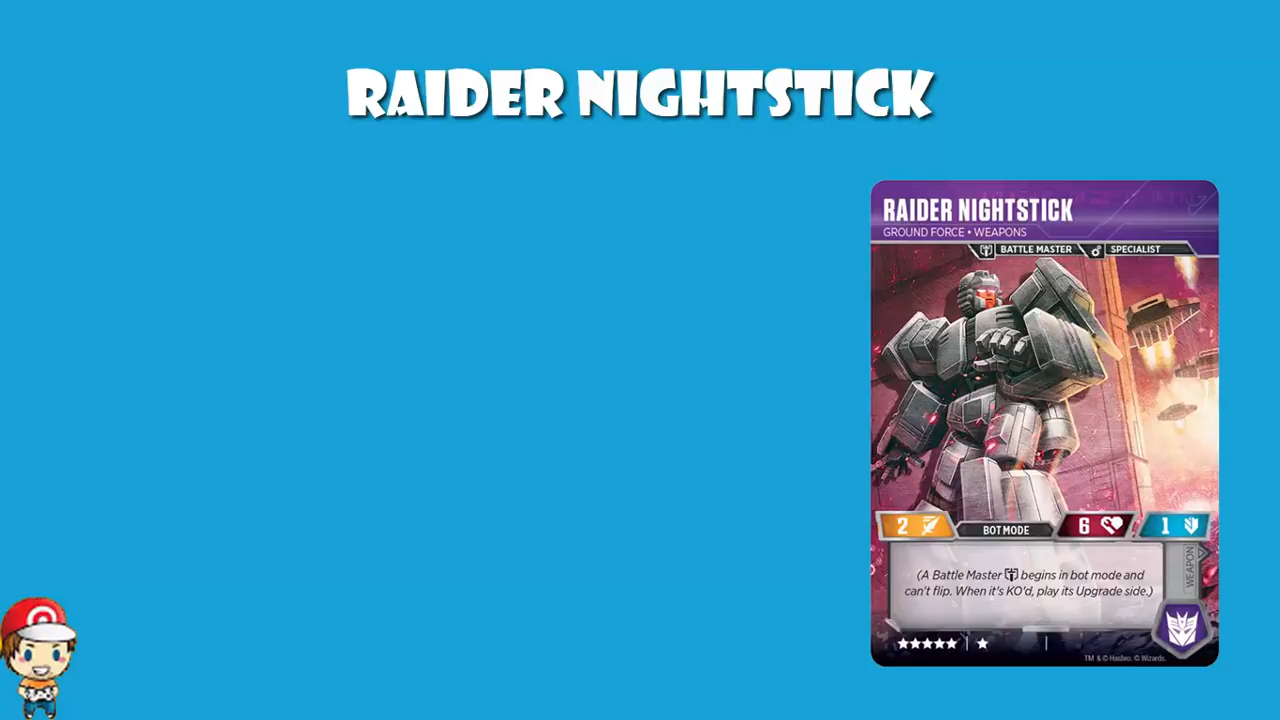 RAIDER NIGHTSTICK
RAIDER NIGHTSTICK
GROUND FORCE • WEAPONS
BATTLE MASTER SPECIALIST
2 BOT MODE 6 1
(A Battle Master begins in bot mode and
can't flip. When it's KO'd, play its Upgrade side.)
WEAPON
TM & © Hasbro. © Wizards.